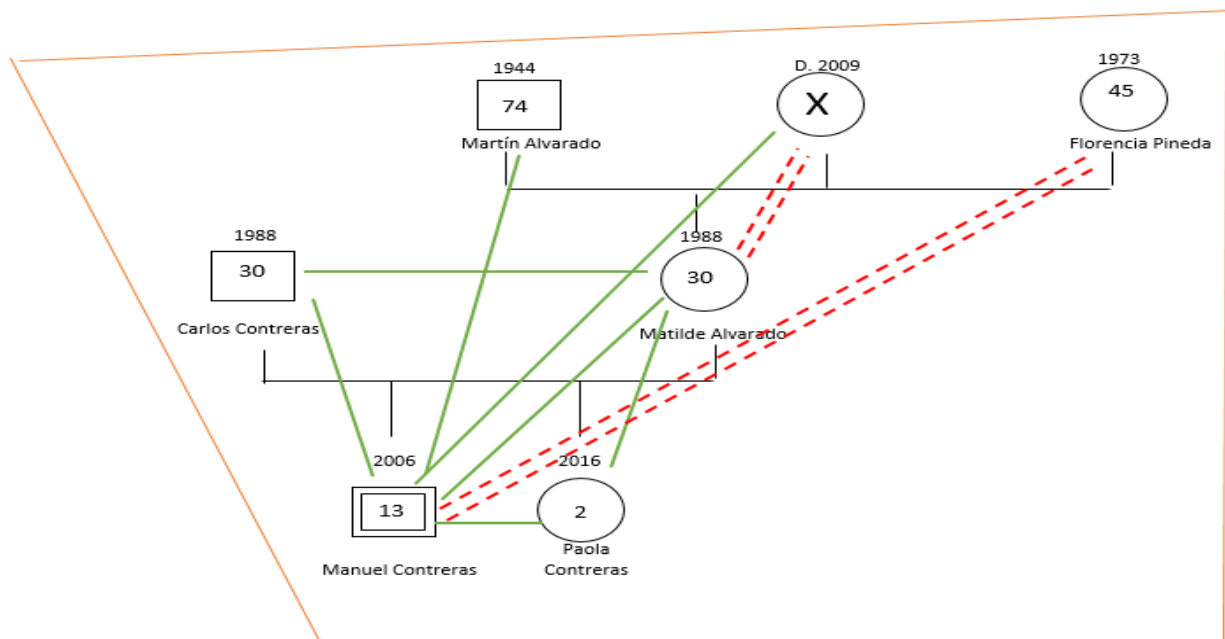 1944
D. 2009
1973
74
X
45
Martín Alvarado
Florencia Pineda
1988
1988
30
30
Carlos Contreras
Matilde Alvarado
2006
2016
13
2
Manuel Contreras
Paola
Contreras